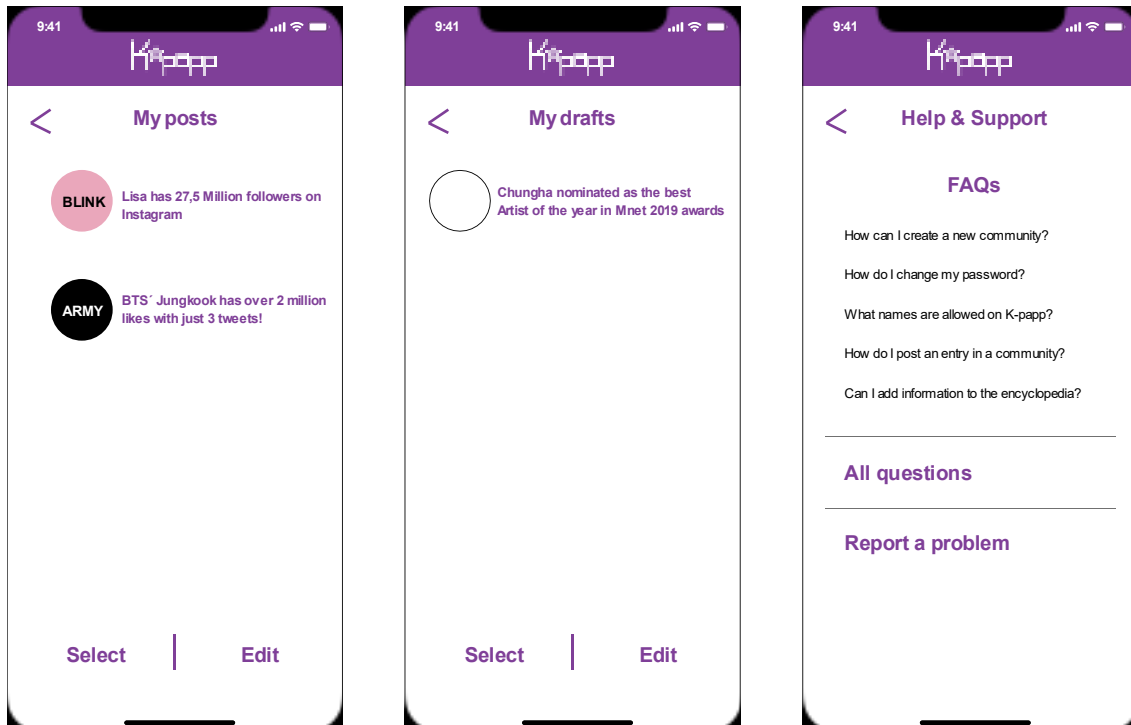 9:41
K*papp
My posts
BLINK
Lisa has 27,5 Million followers on
Instagram
ARMY
BTS´ Jungkook has over 2 million
likes with just 3 tweets!
Select
Edit
9:41
K*papp
My drafts
Chungha nominated as the best
Artist of the year in Mnet 2019 awards
Select
Edit
9:41
K*papp
Help & Support
FAQs
How can I create a new community?
How do I change my password?
What names are allowed on K-papp?
How do I post an entry in a community?
Can I add information to the encyclopedia?
All questions
Report a problem